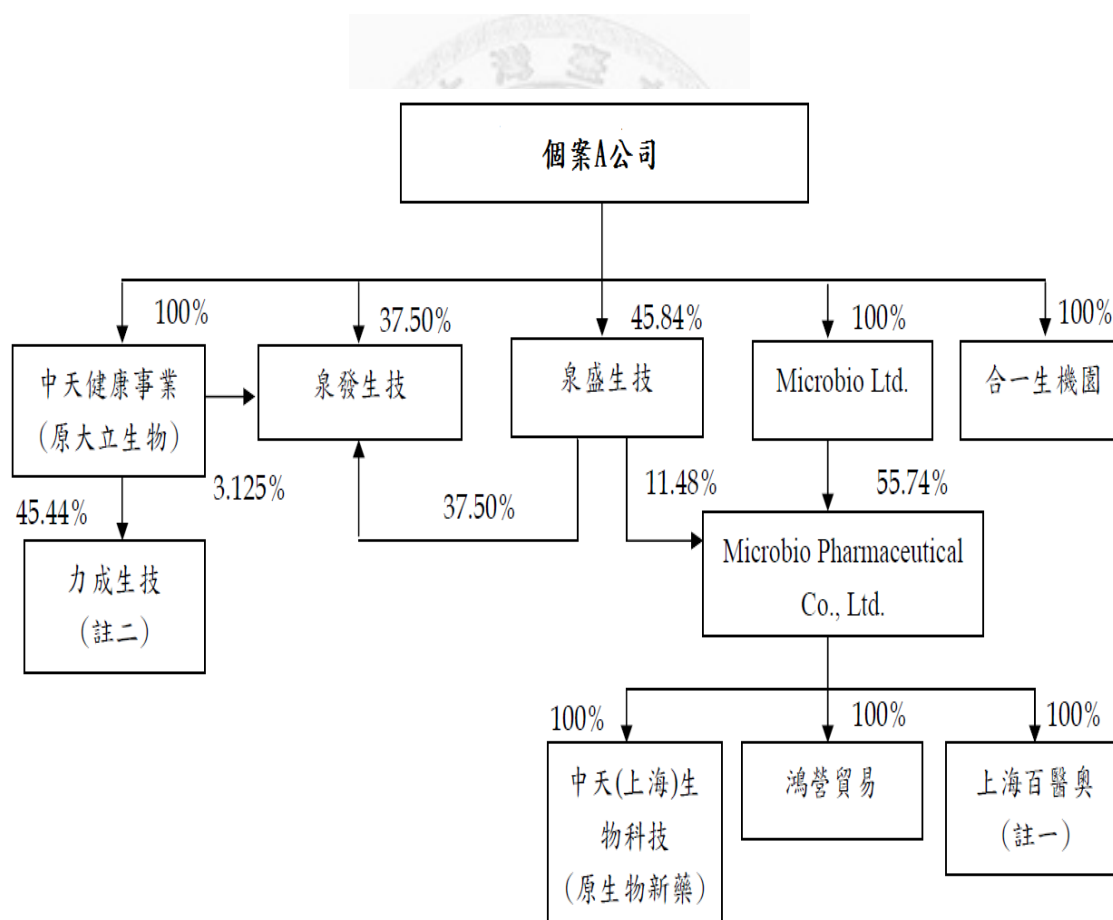 個案A公司
100%
37.50%
45.84%
100%
100%
中天健康事業
(原大立生物)
泉發生技
泉盛生技
Microbio Ltd.
合一生機園
45.44%
3.125%
37.50%
11.48%
55.74%
力成生技
(註二)
Microbio Pharmaceutical
Co., Ltd.
100%
100%
100%
中天(上海)生
物科技
(原生物新藥)
鴻營貿易
上海百醫奧
(註一)